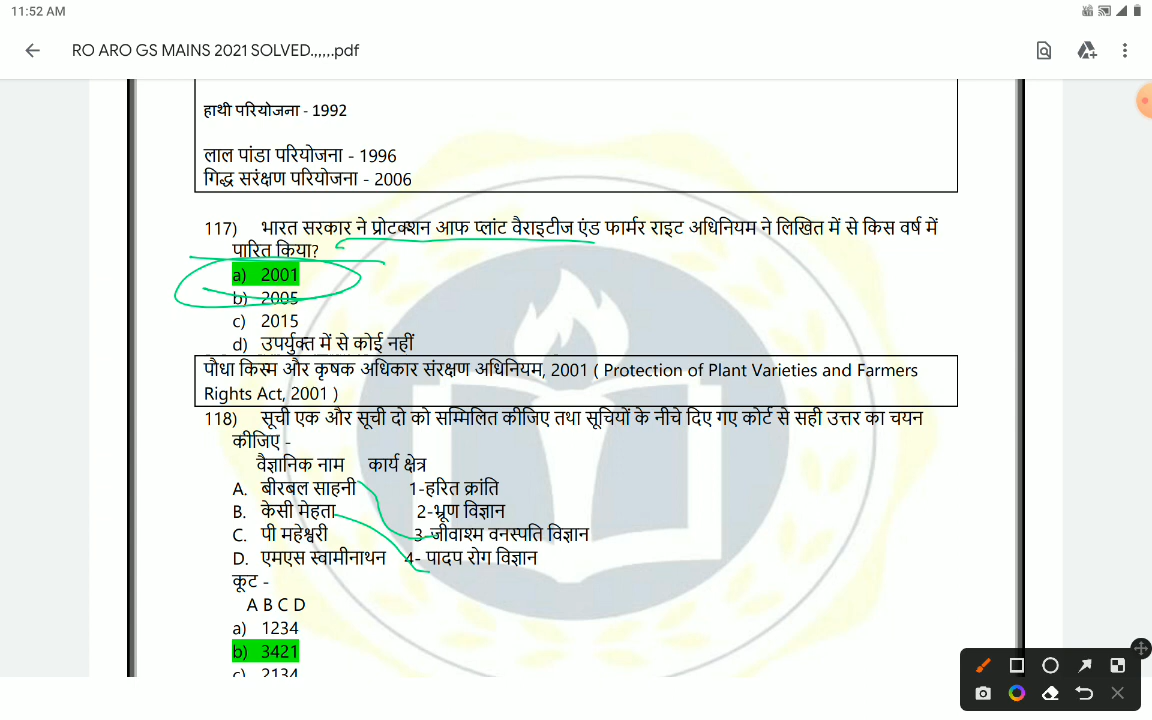 11:52 AM
RO ARO GS MAINS 2021 SOLVED.,,,,.pdf
हाथी परियोजना - 1992
लाल पांडा परियोजना - 1996
गिद्ध सरंक्षण परियोजना - 2006
117) भारत सरकार ने प्रोटक्शन आफ प्लांट वैराइटीज एंड फार्मर राइट अधिनियम ने लिखित में से किस वर्ष में
पारित किया?
a) 2001
b) 2005
c) 2015
d) उपर्युक्त में से कोई नहीं
पौधा किस्म और कृषक अधिकार संरक्षण अधिनियम, 2001 ( Protection of Plant Varieties and Farmers
Rights Act, 2001 )
118) सूची एक और सूची दो को सम्मिलित कीजिए तथा सूचियों के नीचे दिए गए कोर्ट से सही उत्तर का चयन
कीजिए -
वैज्ञानिक नाम कार्य क्षेत्र
A. बीरबल साहनी 1-हरित क्रांति
B. केसी मेहता 2-भ्रूण विज्ञान
C. पी महेश्वरी 3-जीवाश्म वनस्पति विज्ञान
D. एमएस स्वामीनाथन 4- पादप रोग विज्ञान
कूट -
A B C D
a) 1234
b) 3421
c) 2134